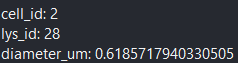 cell_id: 2
lys_id: 28
diameter_um: 0.6185717940330505